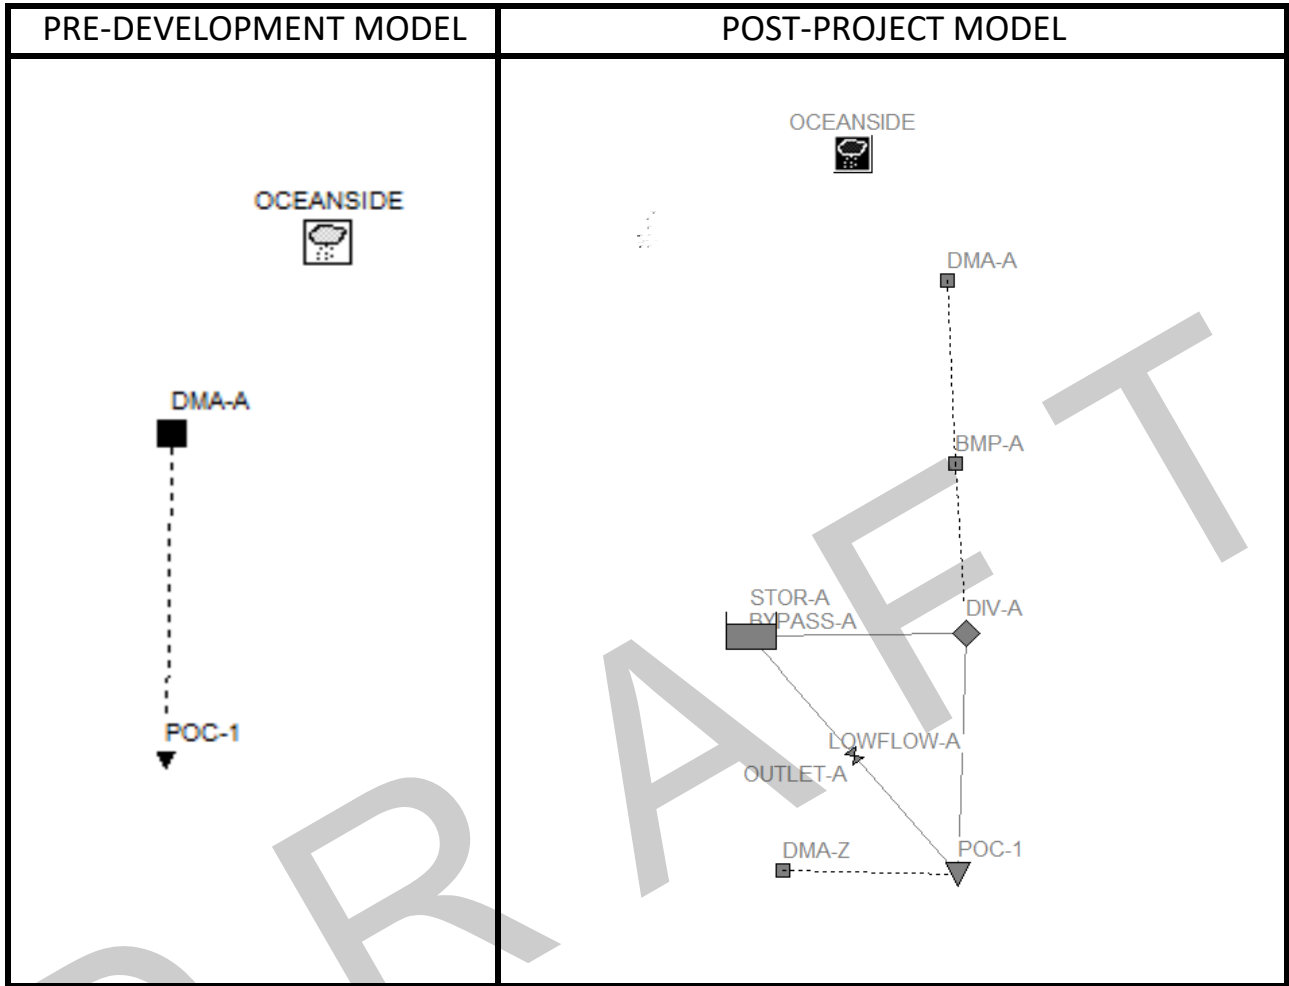 PRE-DEVELOPMENT MODEL
POST-PROJECT MODEL
OCEANSIDE
DMA-A
POC-1
OCEANSIDE
DMA-A
BMP-A
STOR-A
BYPASS-A
DIV-A
LOWFLOW-A
OUTLET-A
DMA-Z
POC-1
DRAFT